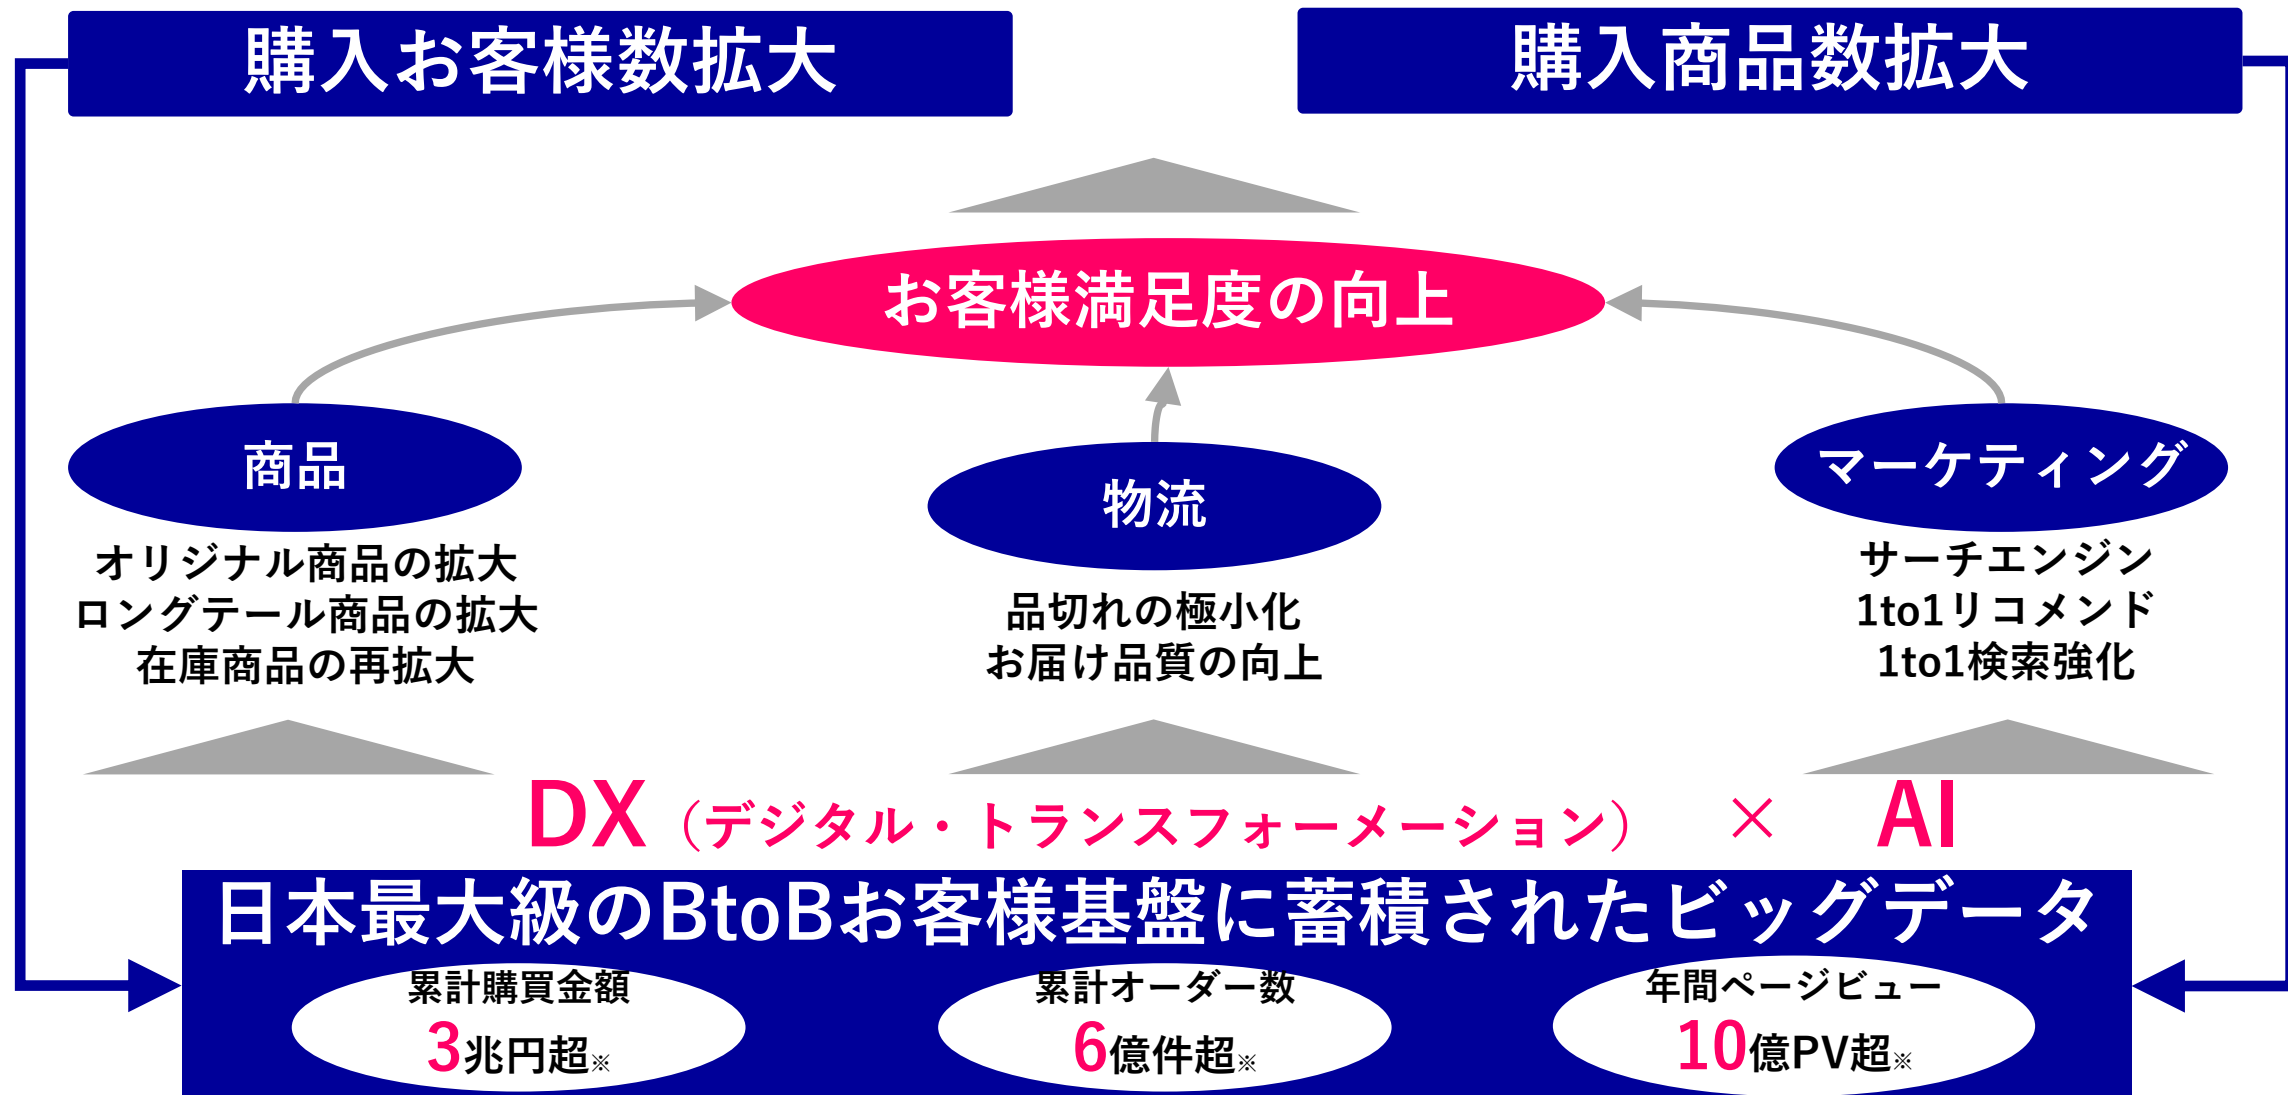 購入お客様数拡大
購入商品数拡大
お客様満足度の向上
商品
オリジナル商品の拡大
ロングテール商品の拡大
在庫商品の再拡大
物流
品切れの極小化
お届け品質の向上
マーケティング
サーチエンジン
1to1リコメンド
1to1検索強化
DX（デジタル・トランスフォーメーション） × AI
日本最大級のBtoBお客様基盤に蓄積されたビッグデータ
累計購買金額
3兆円超※
累計オーダー数
6億件超※
年間ページビュー
10億PV超※